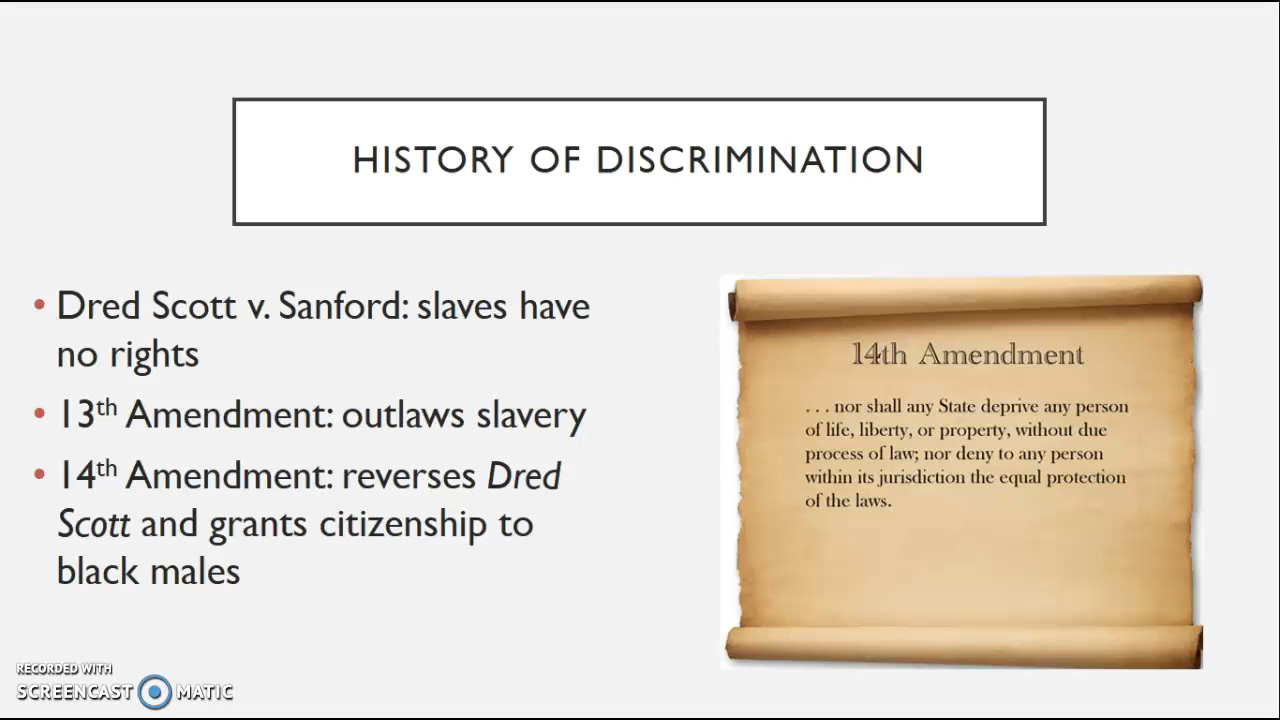 HISTORY OF DISCRIMINATION
• Dred Scott v. Sanford: slaves have
no rights
• 13th Amendment: outlaws slavery
• 14th Amendment: reverses Dred
Scott and grants citizenship to
black males
14th Amendment
. . . nor shall any State deprive any person
of life, liberty, or property, without due
process of law; nor deny to any person
within its jurisdiction the equal protection
of the laws.
RECORDED WITH
SCREENCAST MATIC